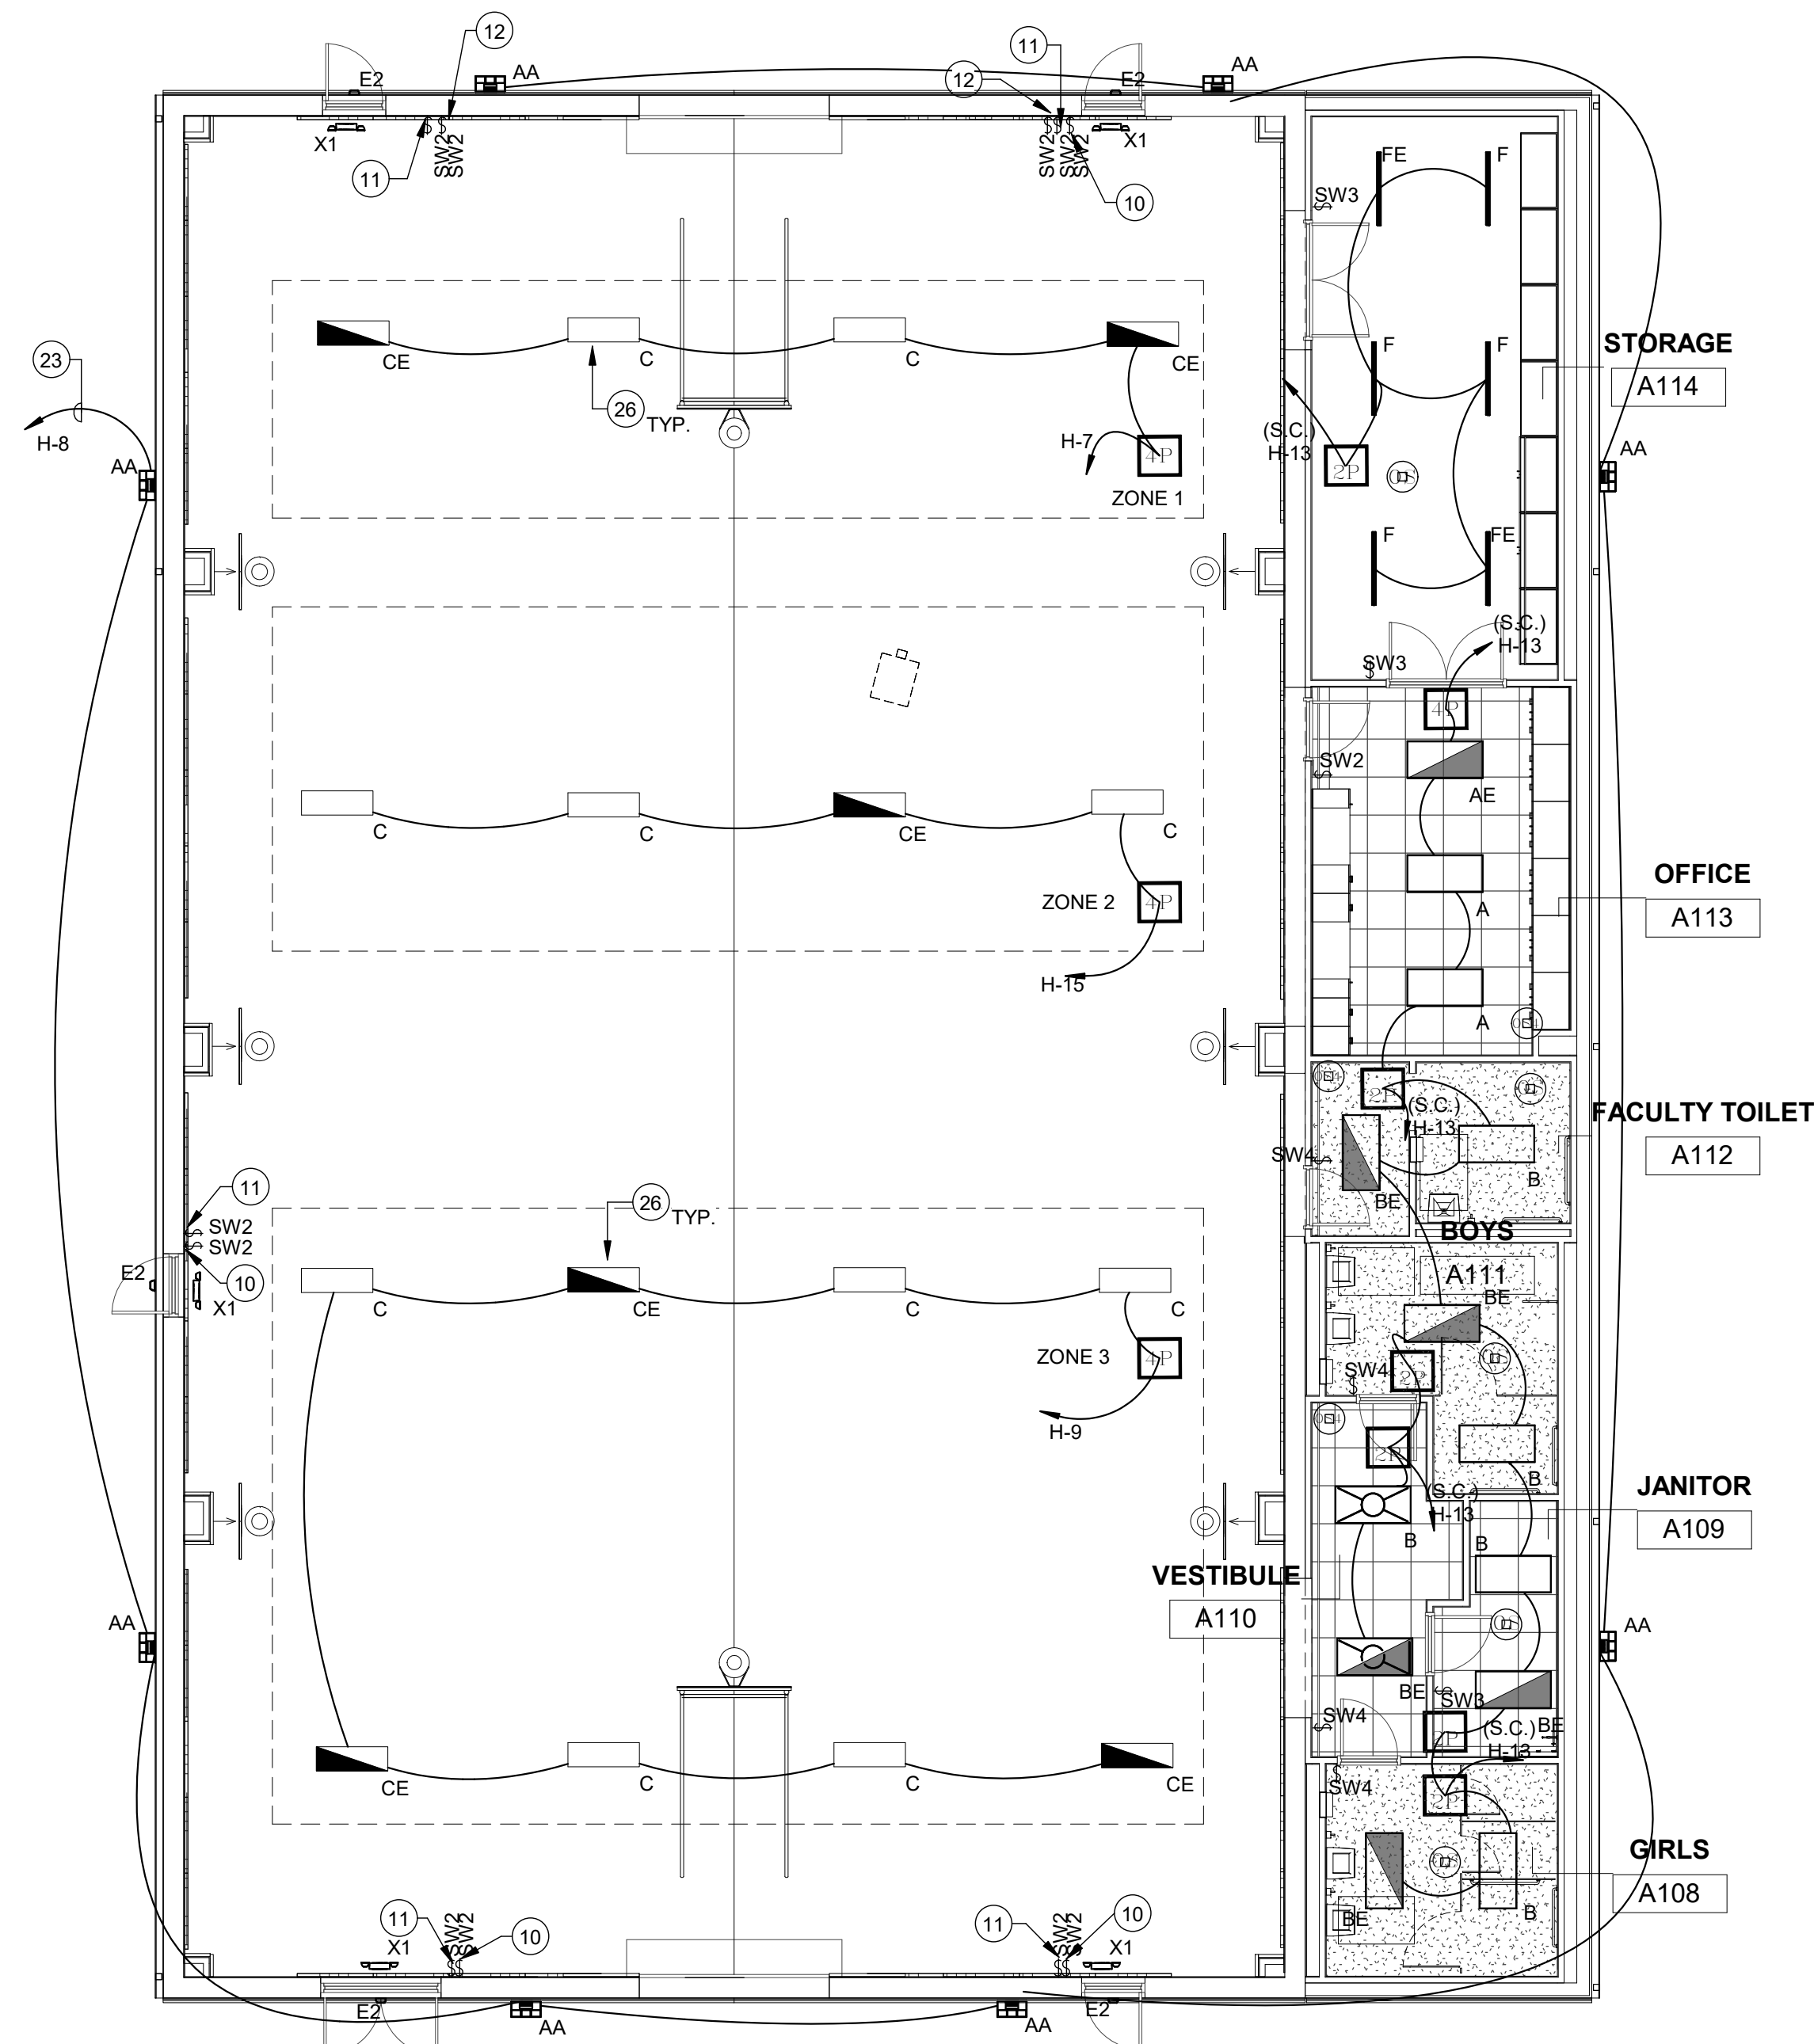 12
11
12
E2
AA
E2
AA
X1
11
SW2
SW2
SW2
SW2
SW2
X1
10
FE
F
SW3
23
H-8
CE
C
C
CE
26
TYP.
H-7
4P
ZONE 1
F
F
(S.C.)
H-13
2P
STORAGE
A114
AA
AA
F
FE
(S.C.)
H-13
SW3
4P
SW2
AE
C
C
CE
C
ZONE 2
4P
H-15
A
A
OFFICE
A113
2P
(S.C.)
H-13
FACULTY TOILET
A112
SW4
BE
B
11
SW2
SW2
10
E2
X1
26
TYP.
C
CE
C
C
ZONE 3
4P
H-9
BOYS
A111
BE
SW4
2P
2P
(S.C.)
H-13
B
B
B
JANITOR
A109
VESTIBULE
A110
AA
AA
BE
SW3
SW4
2P
(S.C.)
H-13
BE
CE
C
C
CE
SW4
2P
GIRLS
A108
BE
B
11
SW2
SW2
10
X1
11
SW2
SW2
10
X1
E2
AA
AA
E2